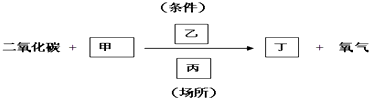 （条件）
乙
二氧化碳 + 甲 丁 + 氧气
丙
（场所）